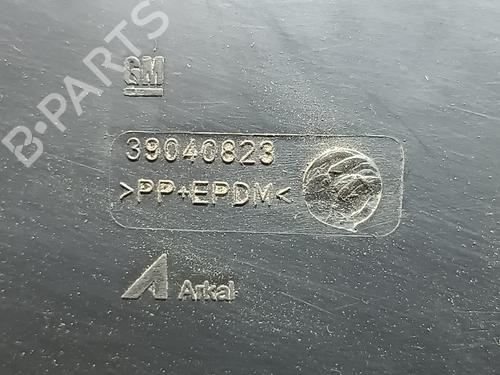 B-PARTS
GM
39040823
>PP+EPDM<
Arkal